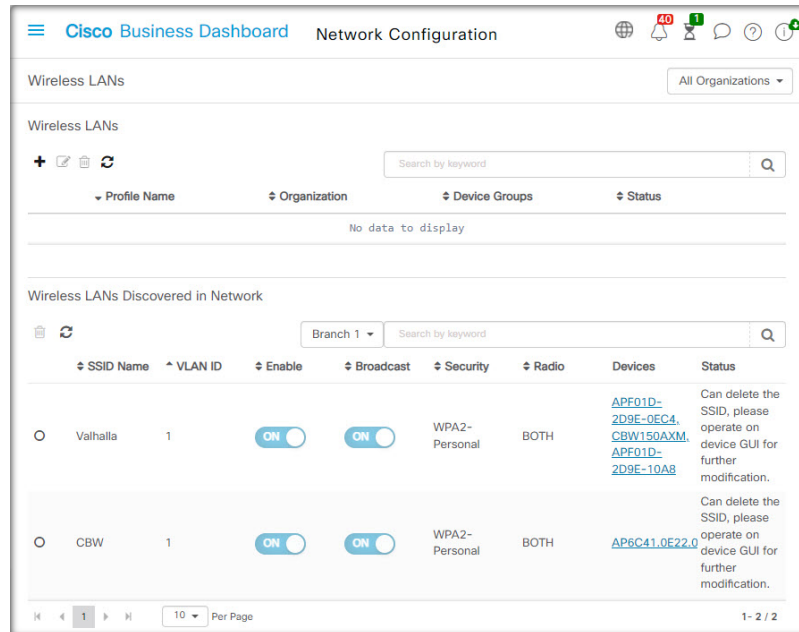 Cisco Business Dashboard Network Configuration 40 1
Wireless LANs All Organizations
Wireless LANs
Search by keyword
Profile Name Organization Device Groups Status
No data to display
Wireless LANs Discovered in Network
Branch 1 Search by keyword
SSID Name VLAN ID Enable Broadcast Security Radio Devices Status
Valhalla 1 ON ON WPA2-
Personal BOTH APF01D-
2D9E-0EC4,
CBW150AXM,
APF01D-
2D9E-10A8 Can delete the
SSID, please
operate on
device GUI for
further
modification.
CBW 1 ON ON WPA2-
Personal BOTH AP6C41.0E22.0 Can delete the
SSID, please
operate on
device GUI for
further
modification.
1 10 Per Page 1 - 2 / 2